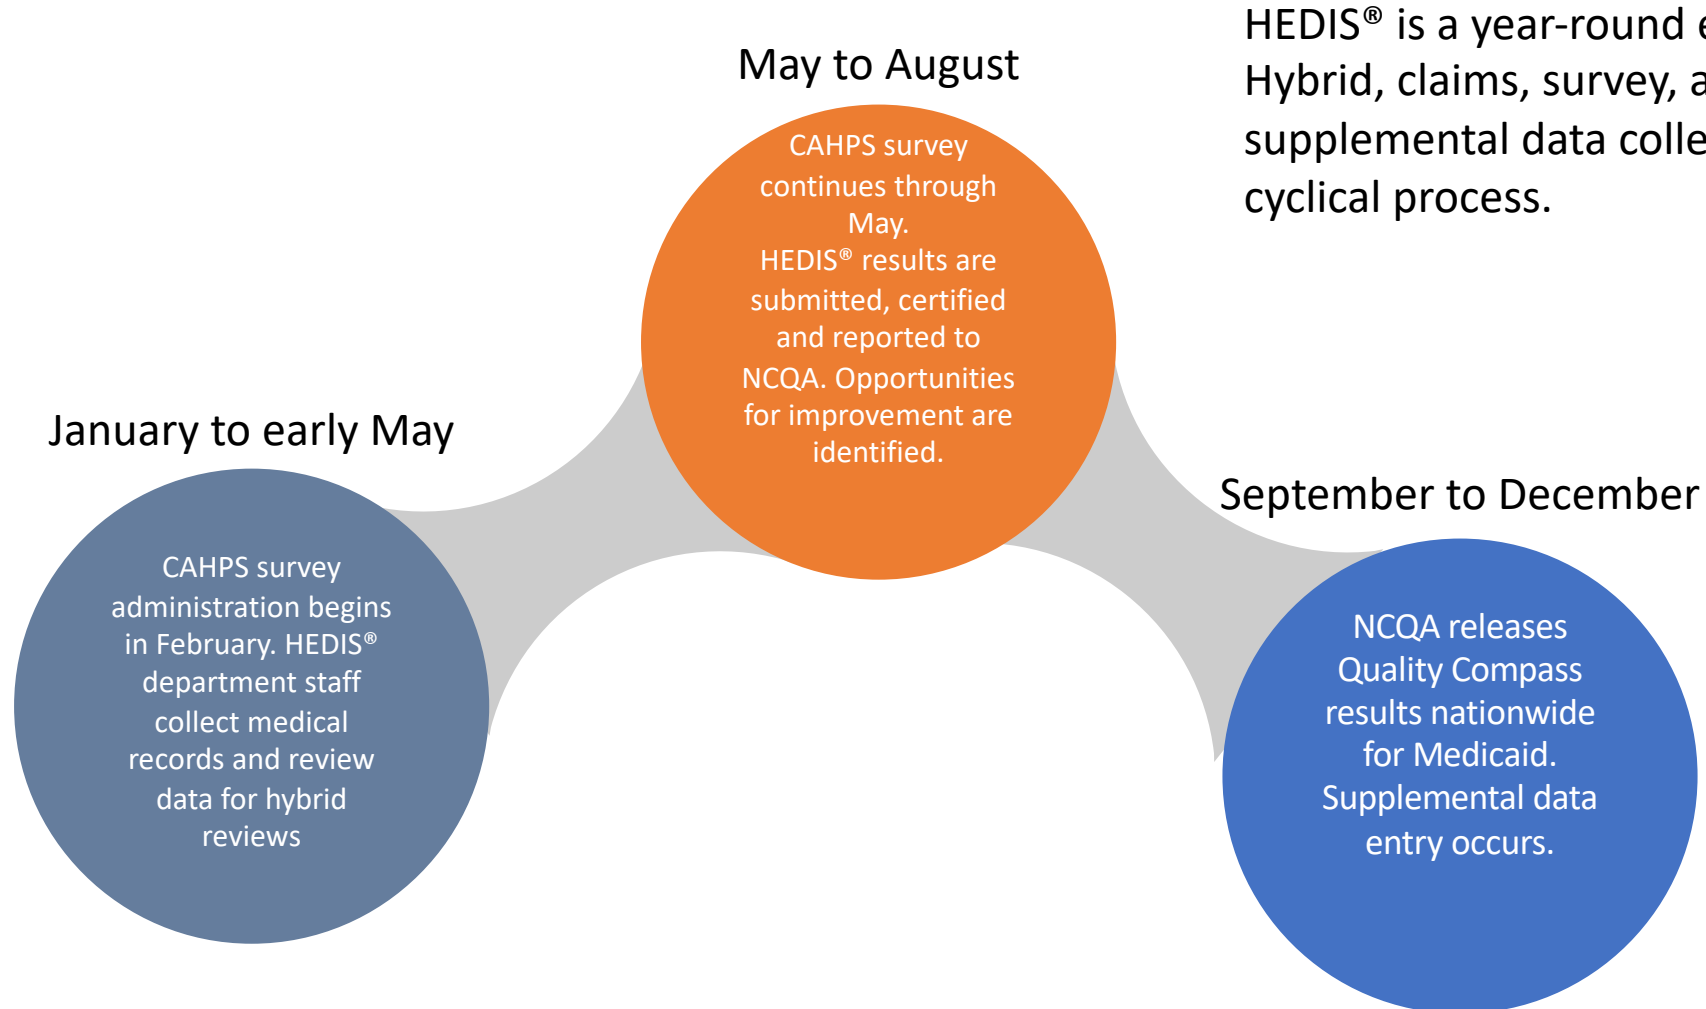 HEDIS® is a year-round
Hybrid, claims, survey,
supplemental data
cyclical process.
May to August
CAHPS survey
continues through
May.
HEDIS® results are
submitted, certified
and reported to
NCQA. Opportunities
for improvement are
identified.
January to early May
CAHPS survey
administration begins
in February. HEDIS®
department staff
collect medical
records and review
data for hybrid
reviews
September to December
NCQA releases
Quality Compass
results nationwide
for Medicaid.
Supplemental data
entry occurs.